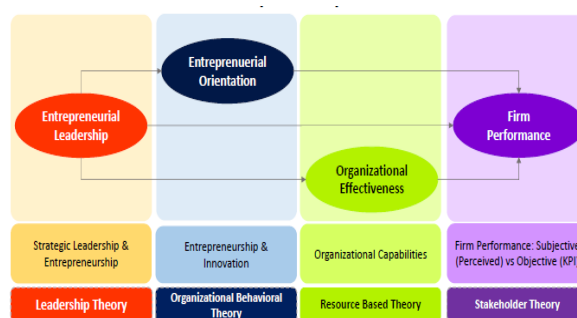 Entreprenuerial
Orientation
Entrepreneurial
Leadership
Firm
Performance
Organizational
Effectiveness
Strategic Leadership &
Entrepreneurship
Entrepreneurship &
Innovation
Organizational Capabilities
Firm Performance: Subjective
(Perceived) vs Objective (KPI)
Leadership Theory
Organizational Behavioral
Theory
Resource Based Theory
Stakeholder Theory